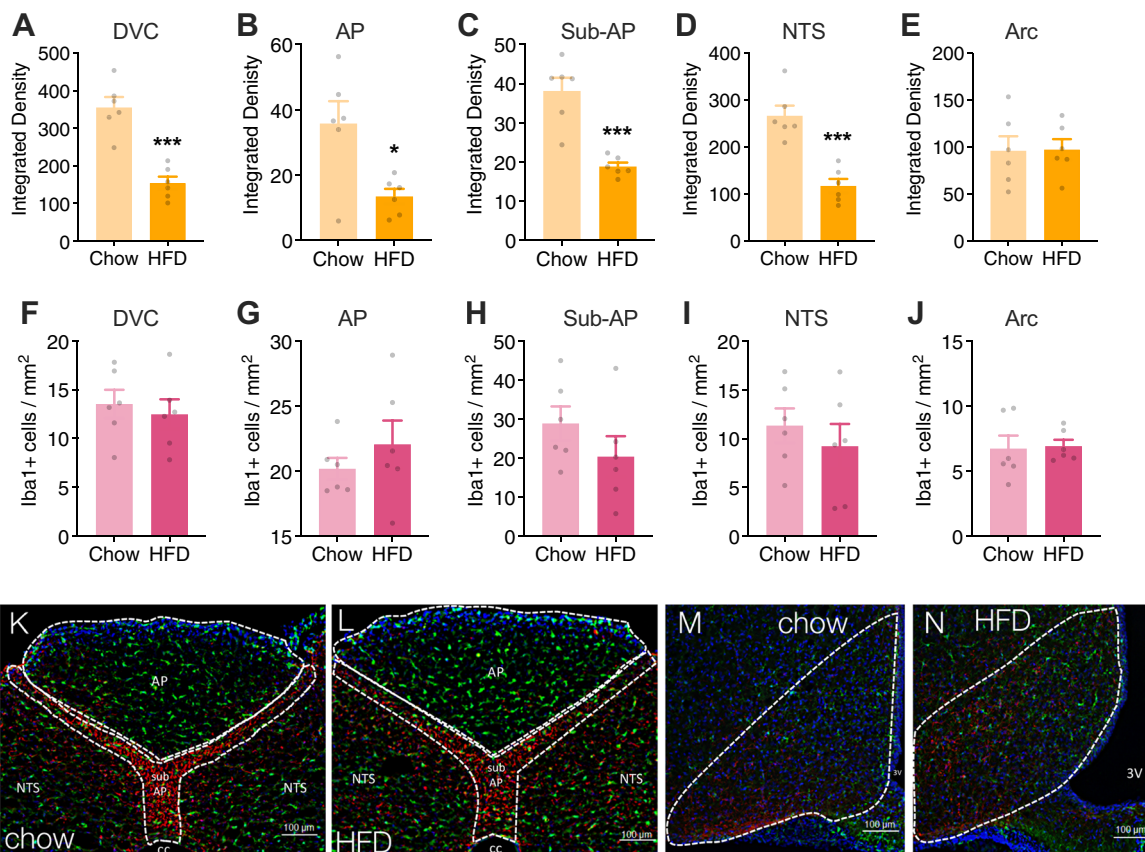 A DVC
Integrated Density
500
400
300
200
100
0
***
Chow HFD
B AP
Integrated Denisty
60
40
20
0
*
Chow HFD
C Sub-AP
Integrated Denisty
50
40
30
20
10
0
***
Chow HFD
D NTS
Integrated Denisty
400
300
200
100
0
***
Chow HFD
E Arc
Integrated Denisty
200
150
100
50
0
Chow HFD
F DVC
Iba1+ cells / mm²
20
15
10
5
0
Chow HFD
G AP
Iba1+ cells / mm²
30
25
20
15
Chow HFD
H Sub-AP
Iba1+ cells / mm²
50
40
30
20
10
0
Chow HFD
I NTS
Iba1+ cells / mm²
20
15
10
5
0
Chow HFD
J Arc
Iba1+ cells / mm²
15
10
5
0
Chow HFD
K
AP
sub
AP
NTS
NTS
chow
100 µm
cc
L
AP
sub
AP
NTS
NTS
HFD
100 µm
cc
M chow
3V
100 µm
N HFD
3V
100 µm